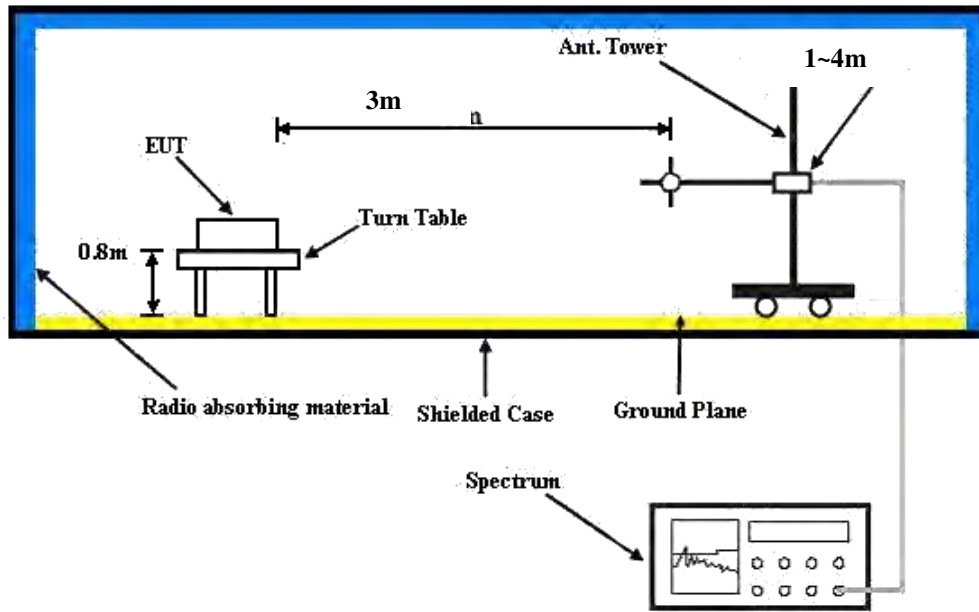 Ant. Tower
1~4m
3m
n
EUT
Turn Table
0.8m
Radio absorbing material
Shielded Case
Ground Plane
Spectrum